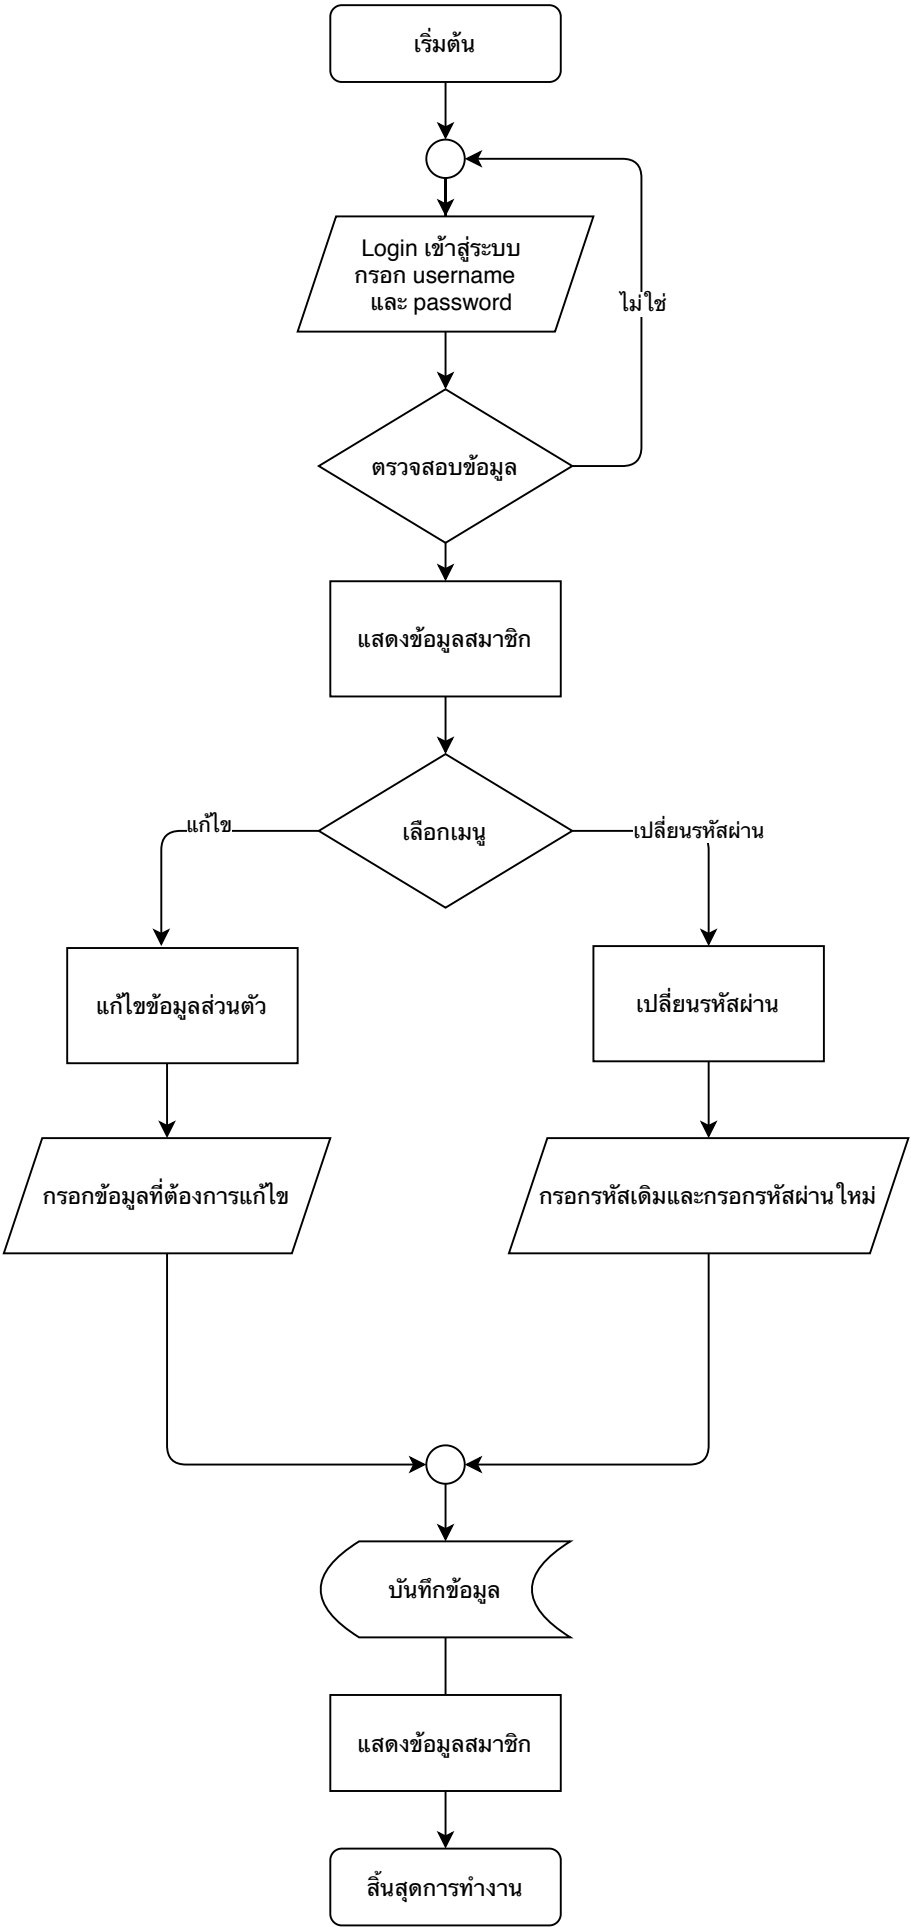 เริ่มต้น
Login เข้าสู่ระบบ
กรอก username
และ password
ไม่ใช่
ตรวจสอบข้อมูล
แสดงข้อมูลสมาชิก
แก้ไข
เลือกเมนู
เปลี่ยนรหัสผ่าน
แก้ไขข้อมูลส่วนตัว
เปลี่ยนรหัสผ่าน
กรอกข้อมูลที่ต้องการแก้ไข
กรอกรหัสเดิมและกรอกรหัสผ่านใหม่
บันทึกข้อมูล
แสดงข้อมูลสมาชิก
สิ้นสุดการทำงาน